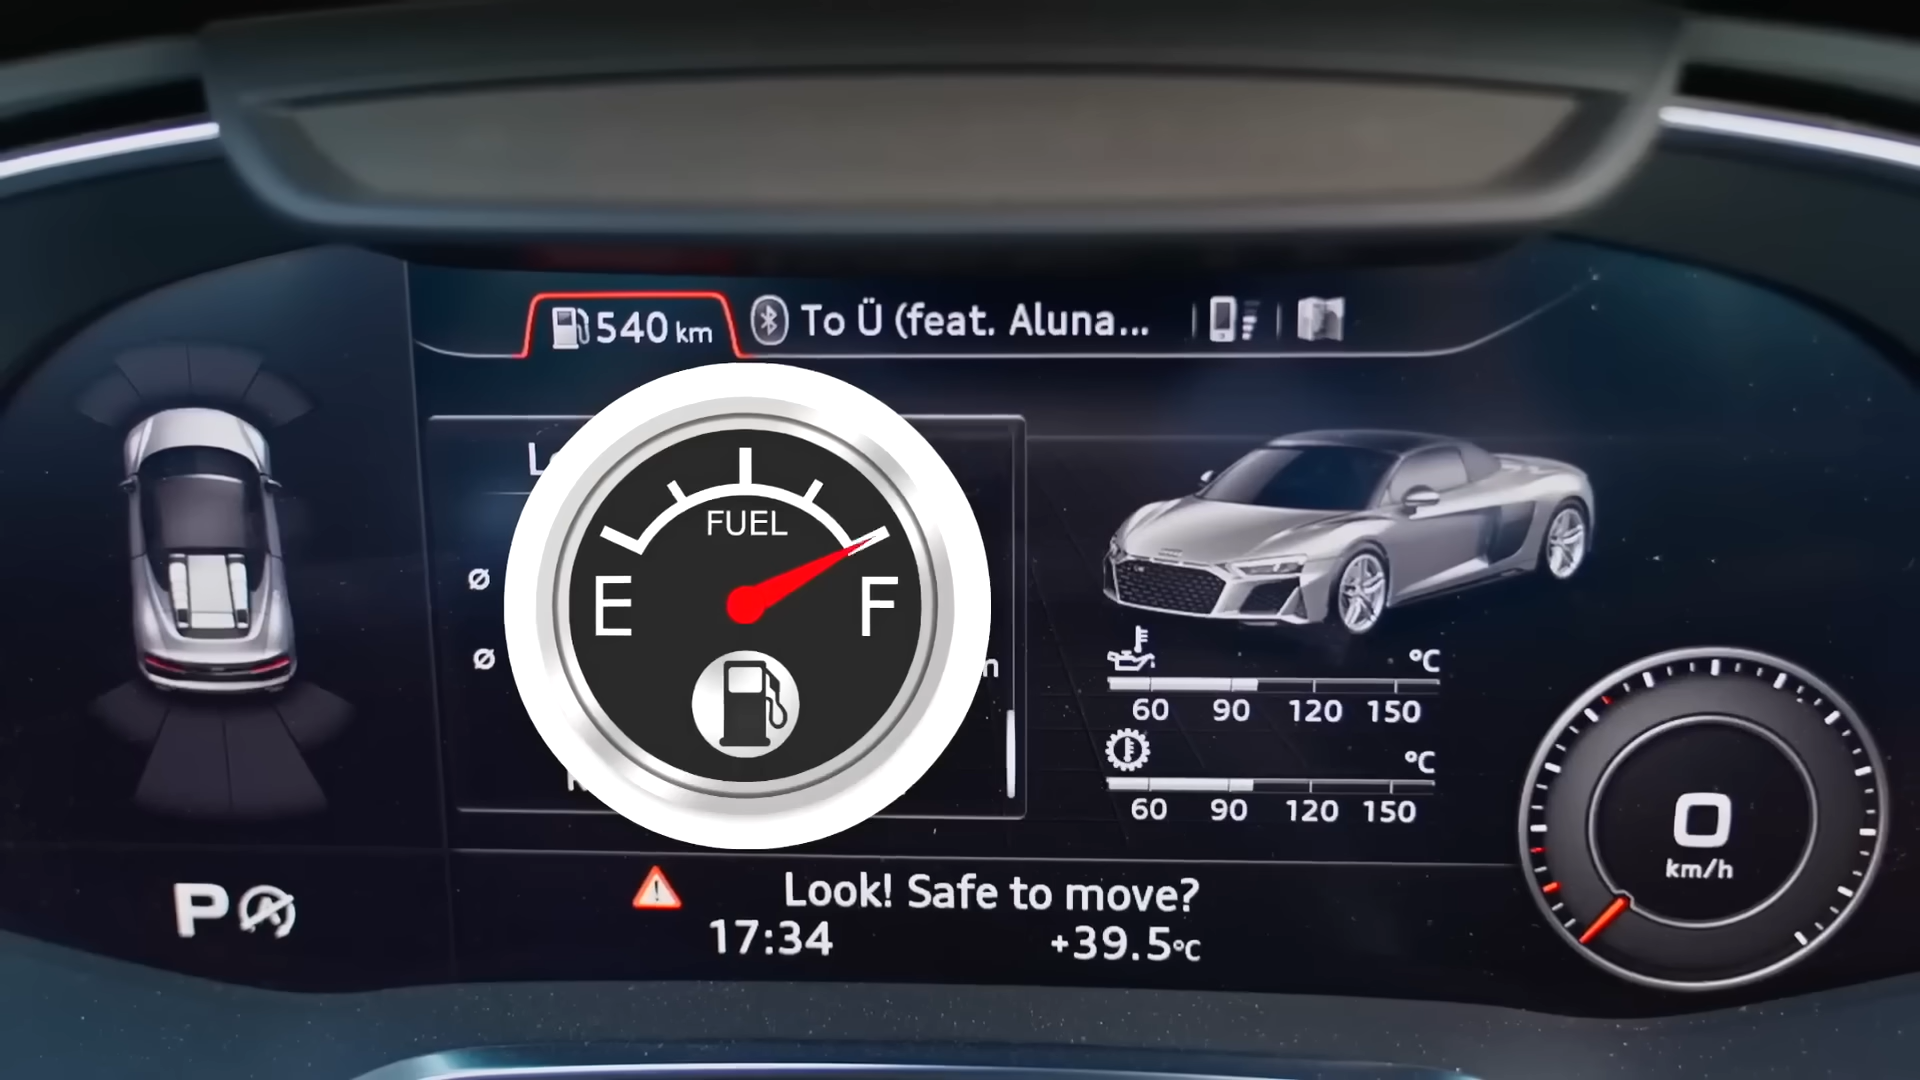 540 km
To Ü (feat. Aluna...
FUEL
E F
°C
60 90 120 150
°C
60 90 120 150
0
km/h
P
Look! Safe to move?
17:34
+39.5°C